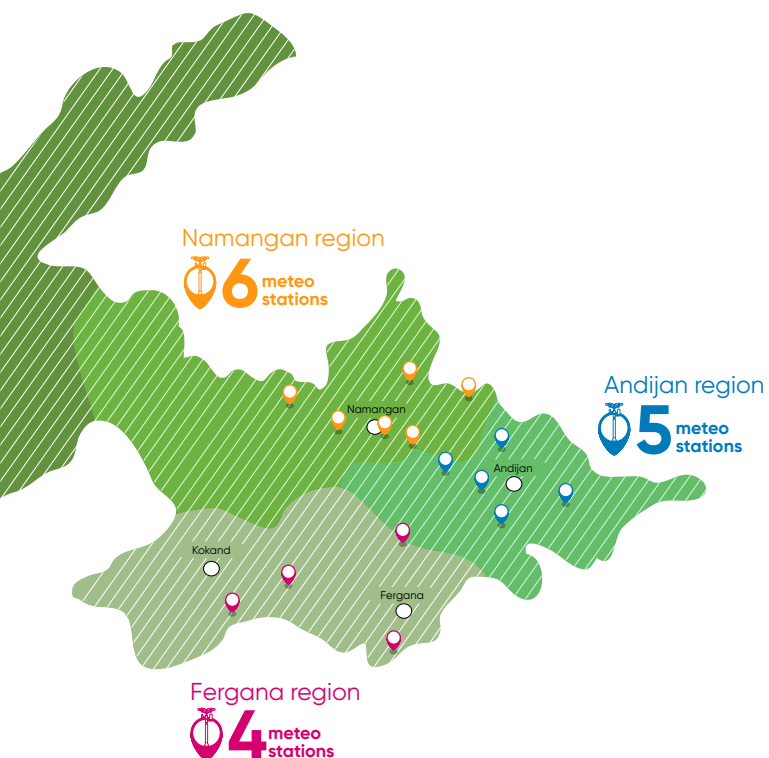 Namangan region
6 meteo
stations
Andijan region
5 meteo
stations
Namangan
Andijan
Kokand
Fergana
Fergana region
4 meteo
stations